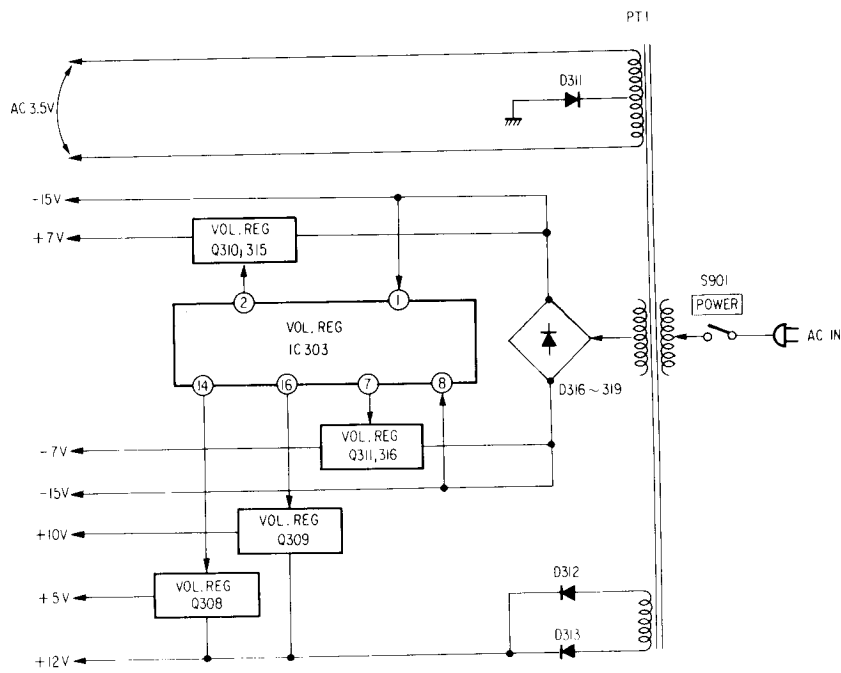 PT1
D311
AC 3.5V
-15V
+7V
VOL. REG
Q310, 315
S901
POWER
2
1
VOL. REG
IC303
AC IN
14
16
7
8
D316～319
VOL. REG
Q311, 316
-7V
-15V
VOL. REG
Q309
+10V
D312
VOL. REG
Q308
+5V
D313
+12V